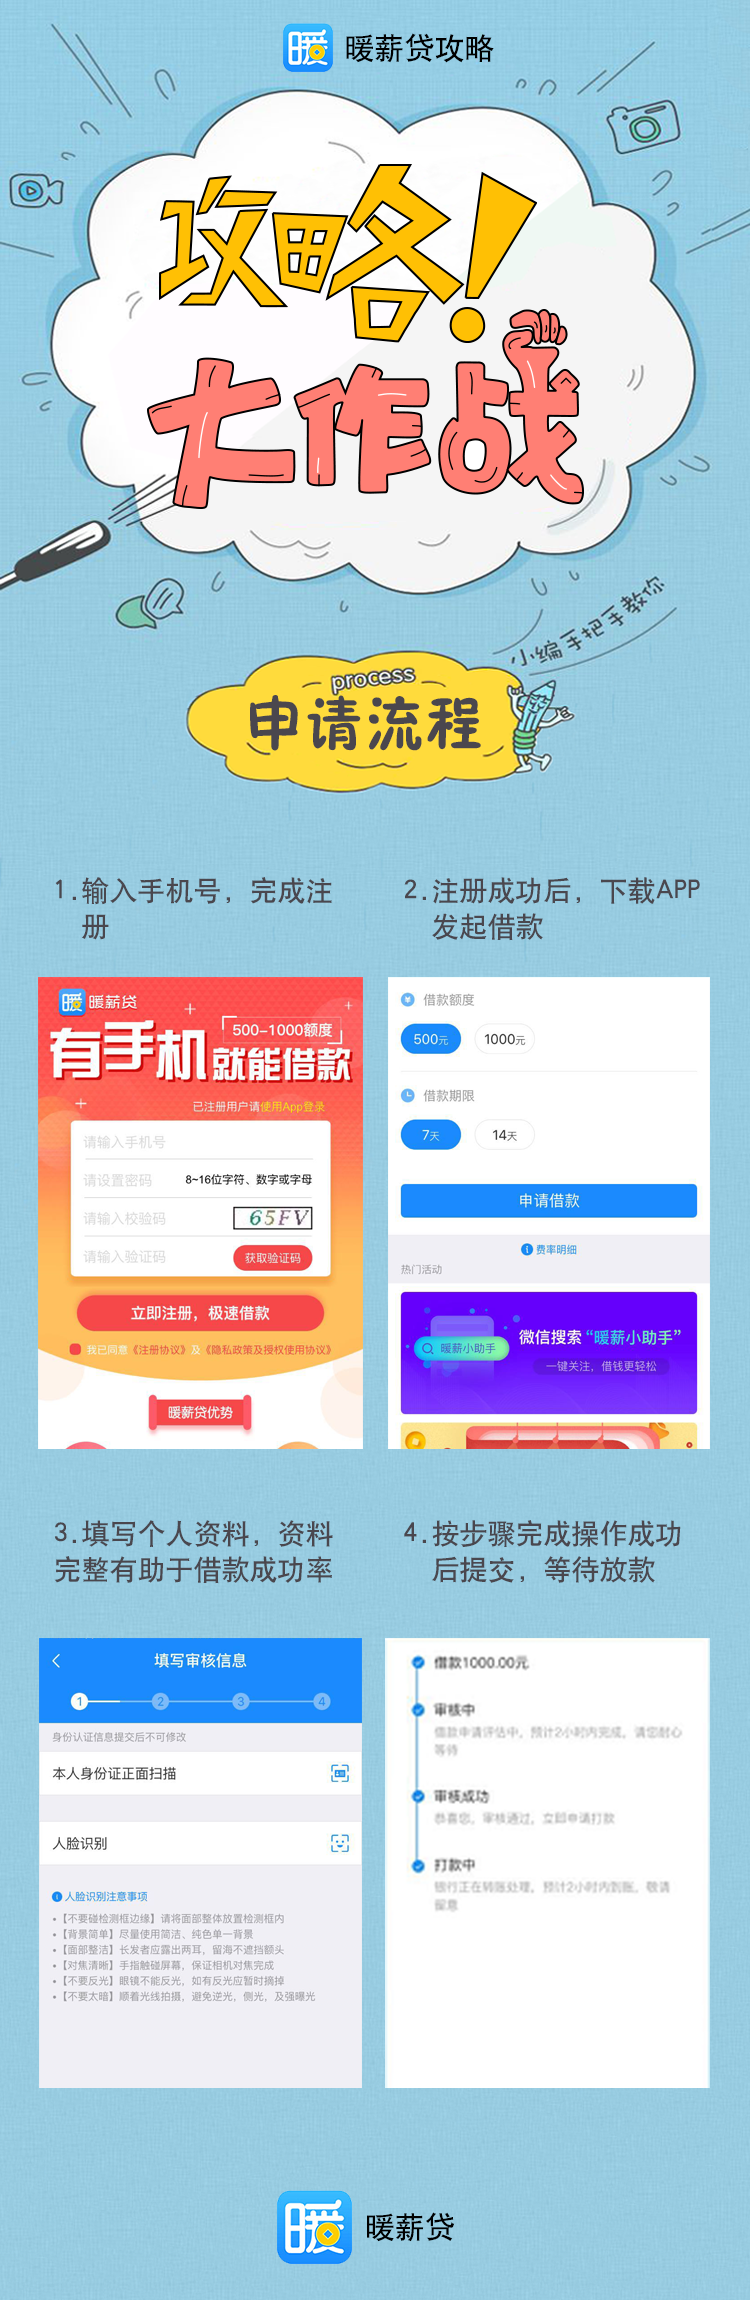 暖 暖薪贷攻略
攻略！
大作战
小编手把手教你
process
申请流程
1.输入手机号，完成注
册
2.注册成功后，下载APP
发起借款
暖 暖薪贷
500-1000额度
有手机就能借款
已注册用户请使用App登录
请输入手机号
请设置密码 8~16位字符、数字或字母
请输入校验码 65FV
请输入验证码 获取验证码
立即注册，极速借款
我已同意《注册协议》及《隐私政策及授权使用协议》
暖薪贷优势
借款额度
500元 1000元
借款期限
7天 14天
申请借款
费率明细
热门活动
微信搜索“暖薪小助手”
暖薪小助手
一键关注，借钱更轻松
3.填写个人资料，资料
完整有助于借款成功率
4.按步骤完成操作成功
后提交，等待放款
填写审核信息
1 2 3 4
身份认证信息提交后不可修改
本人身份证正面扫描
人脸识别
人脸识别注意事项
•【不要碰检测框边缘】请将面部整体放置检测框内
•【背景简单】尽量使用简洁、纯色单一背景
•【面部整洁】长发者应露出两耳，留海不遮挡额头
•【对焦清晰】手指触碰屏幕，保证相机对焦完成
•【不要反光】眼镜不能反光，如有反光应暂时摘掉
•【不要太暗】顺着光线拍摄，避免逆光，侧光，及强曝光
借款1000.00元
审核中
借款申请评估中，预计2小时内完成，请您耐心
等待
审核成功
恭喜您，审核通过，立即申请打款
打款中
银行正在转账处理，预计2小时内到账，敬请
留意
暖 暖薪贷